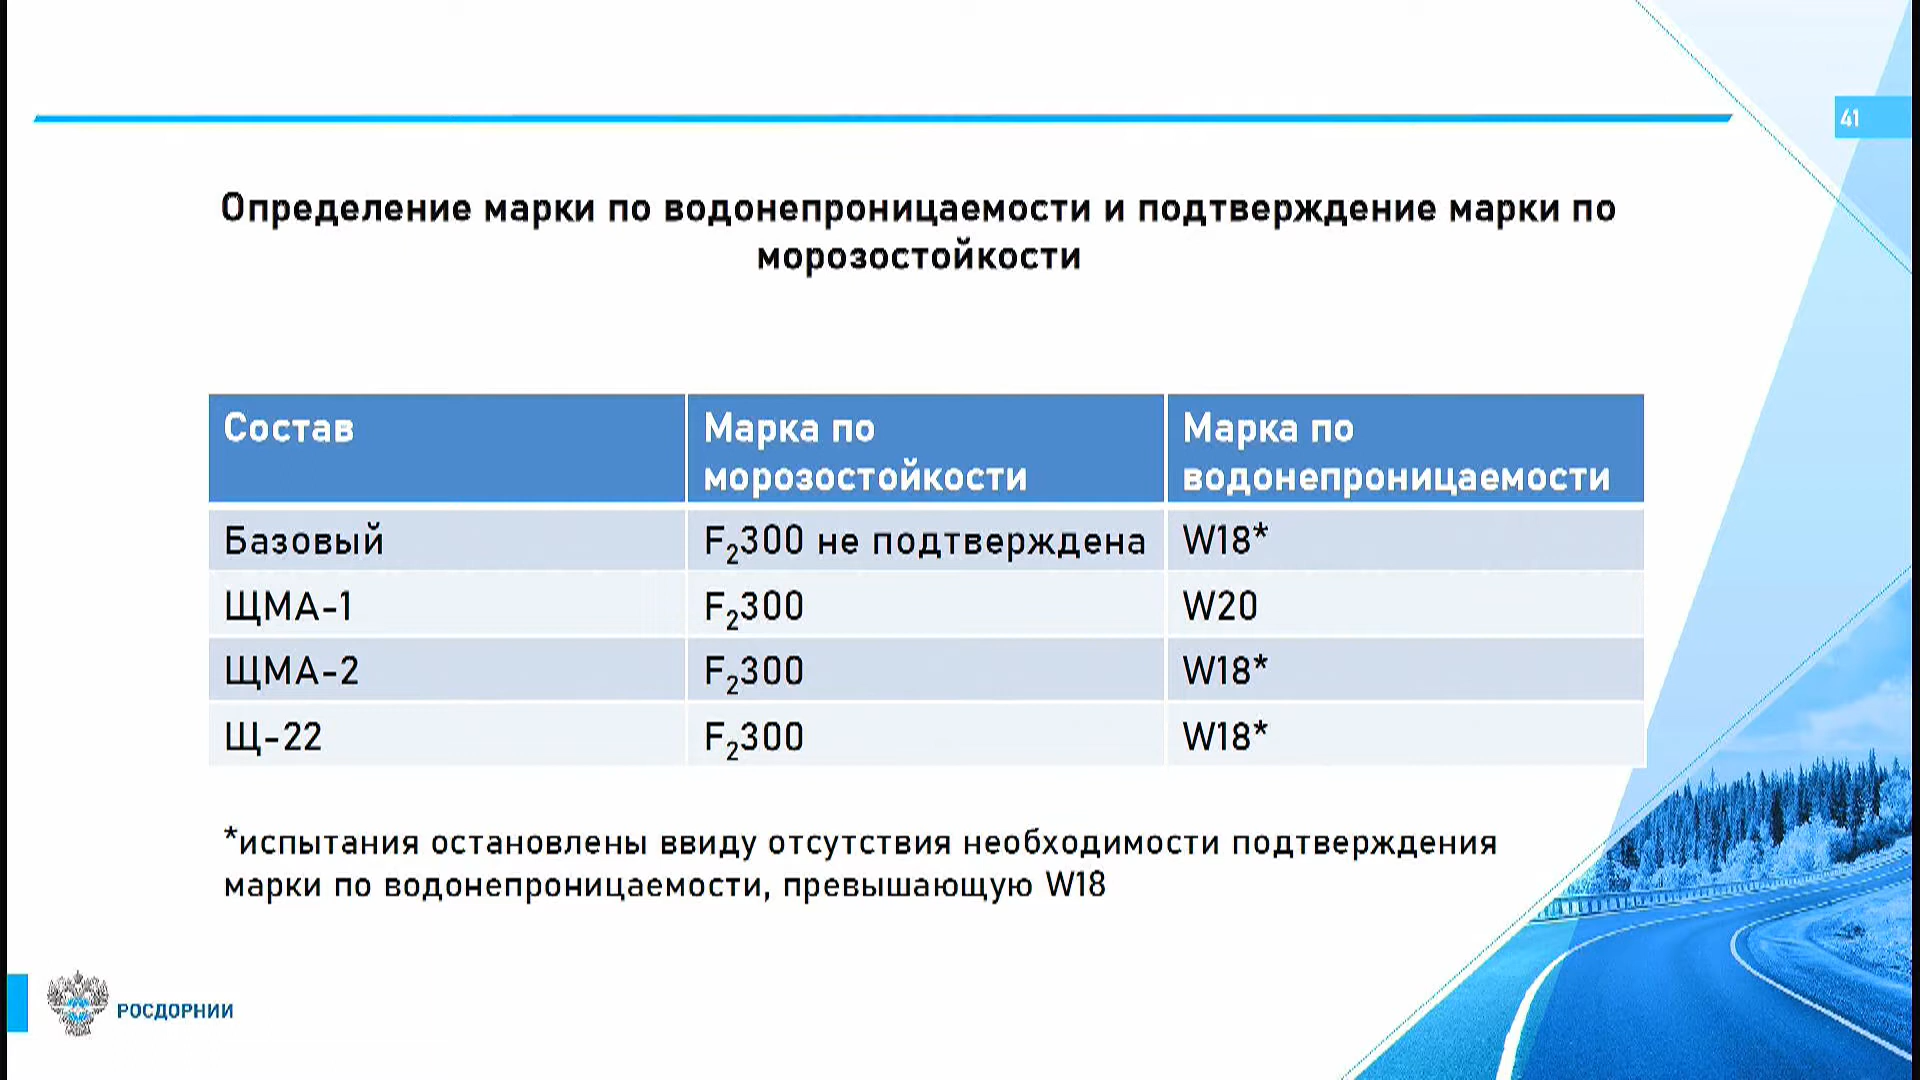 41
Определение марки по водонепроницаемости и подтверждение марки по
морозостойкости
Состав
Марка по
морозостойкости
Марка по
водонепроницаемости
Базовый
F₂300 не подтверждена
W18*
ЩМА-1
F₂300
W20
ЩМА-2
F₂300
W18*
Щ-22
F₂300
W18*
*испытания остановлены ввиду отсутствия необходимости подтверждения
марки по водонепроницаемости, превышающую W18
РОСДОРНИИ